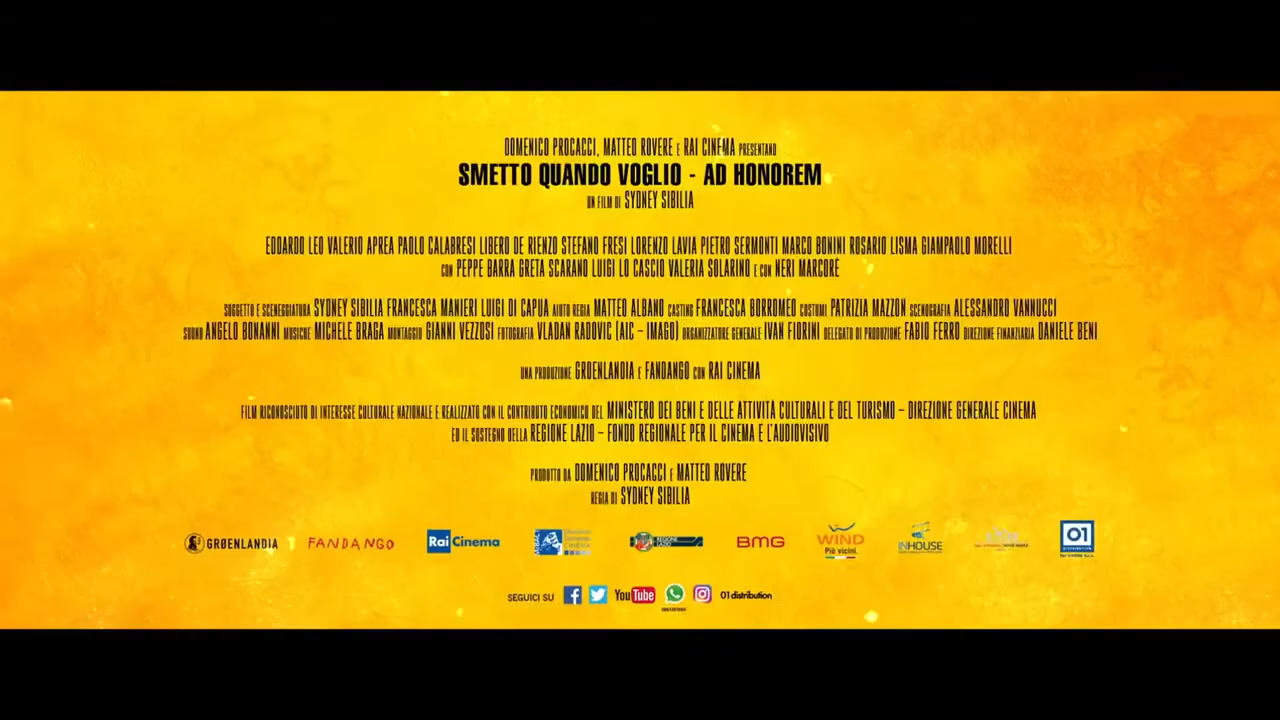 DOMENICO PROCACCI, MATTEO ROVERE E RAI CINEMA PRESENTANO
SMETTO QUANDO VOGLIO - AD HONOREM
UN FILM DI SYDNEY SIBILIA
EDOARDO LEO VALERIO APREA PAOLO CALABRESI LIBERO DE RIENZO STEFANO FRESI LORENZO LAVIA PIETRO SERMONTI MARCO BONINI ROSARIO LISMA GIAMPAOLO MORELLI
CON PEPPE BARRA GRETA SCARANO LUIGI LO CASCIO VALERIA SOLARINO E CON NERI MARCORÈ
SOGGETTO E SCENEGGIATURA SYDNEY SIBILIA FRANCESCA MANIERI LUIGI DI CAPUA AIUTO REGIA MATTEO ALBANO CASTING FRANCESCA BORROMEO COSTUMI PATRIZIA MAZZON SCENOGRAFIA ALESSANDRO VANNUCCI
SUONO ANGELO BONANNI MUSICHE MICHELE BRAGA MONTAGGIO GIANNI VEZZOSI FOTOGRAFIA VLADAN RADOVIC (AIC – IMAGO) ORGANIZZATORE GENERALE IVAN FIORINI DELEGATO DI PRODUZIONE FABIO FERRO DIREZIONE FINANZIARIA DANIELE BENI
UNA PRODUZIONE GROENLANDIA E FANDANGO CON RAI CINEMA
FILM RICONOSCIUTO DI INTERESSE CULTURALE NAZIONALE E REALIZZATO CON IL CONTRIBUTO ECONOMICO DEL MINISTERO DEI BENI E DELLE ATTIVITÀ CULTURALI E DEL TURISMO – DIREZIONE GENERALE CINEMA
ED IL SOSTEGNO DELLA REGIONE LAZIO – FONDO REGIONALE PER IL CINEMA E L'AUDIOVISIVO
PRODOTTO DA DOMENICO PROCACCI E MATTEO ROVERE
REGIA DI SYDNEY SIBILIA
GRØENLANDIA FANDANGO Rai Cinema BMG WIND Più vicini. INHOUSE 01 DISTRIBUTION
SEGUICI SU YouTube 01distribution